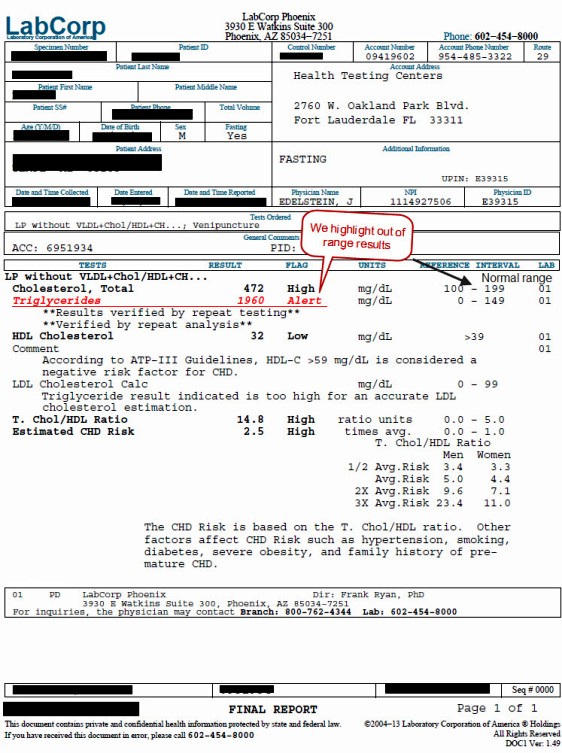 LabCorp
Laboratory Corporation of America
LabCorp Phoenix
3930 E Watkins Suite 300
Phoenix, AZ 85034-7251
Phone: 602-454-8000
Specimen Number
Patient ID
Control Number
Account Number
09419602
Account Phone Number
954-485-3322
Route
29
Patient Last Name
Account Address
Health Testing Centers
2760 W. Oakland Park Blvd.
Fort Lauderdale FL 33311
Patient First Name
Patient Middle Name
Patient SS#
Patient Phone
Total Volume
Age (Y/M/D)
Date of Birth
Sex
M
Fasting
Yes
Patient Address
Additional Information
FASTING
UPIN: E39315
Date and Time Collected
Date Entered
Date and Time Reported
Physician Name
EDELSTEIN, J
NPI
1114927506
Physician ID
E39315
Tests Ordered
LP without VLDL+Chol/HDL+CH...; Venipuncture
General Comments
ACC: 6951934 PID:
We highlight out of
range results
TESTS RESULT FLAG UNITS REFERENCE INTERVAL LAB
Normal range
LP without VLDL+Chol/HDL+CH...
Cholesterol, Total 472 High mg/dL 100 - 199 01
Triglycerides 1960 Alert mg/dL 0 - 149 01
**Results verified by repeat testing**
**Verified by repeat analysis**
HDL Cholesterol 32 Low mg/dL >39 01
Comment 01
According to ATP-III Guidelines, HDL-C >59 mg/dL is considered a
negative risk factor for CHD.
LDL Cholesterol Calc mg/dL 0 - 99
Triglyceride result indicated is too high for an accurate LDL
cholesterol estimation.
T. Chol/HDL Ratio 14.8 High ratio units 0.0 - 5.0
Estimated CHD Risk 2.5 High times avg. 0.0 - 1.0
T. Chol/HDL Ratio
Men Women
1/2 Avg.Risk 3.4 3.3
Avg.Risk 5.0 4.4
2X Avg.Risk 9.6 7.1
3X Avg.Risk 23.4 11.0
The CHD Risk is based on the T. Chol/HDL ratio. Other
factors affect CHD Risk such as hypertension, smoking,
diabetes, severe obesity, and family history of pre-
mature CHD.
01 PD LabCorp Phoenix Dir: Frank Ryan, PhD
3930 E Watkins Suite 300, Phoenix, AZ 85034-7251
For inquiries, the physician may contact Branch: 800-762-4344 Lab: 602-454-8000
Seq # 0000
FINAL REPORT
Page 1 of 1
This document contains private and confidential health information protected by state and federal law.
If you have received this document in error, please call 602-454-8000
©2004-13 Laboratory Corporation of America ® Holdings
All Rights Reserved
DOC1 Ver: 1.49